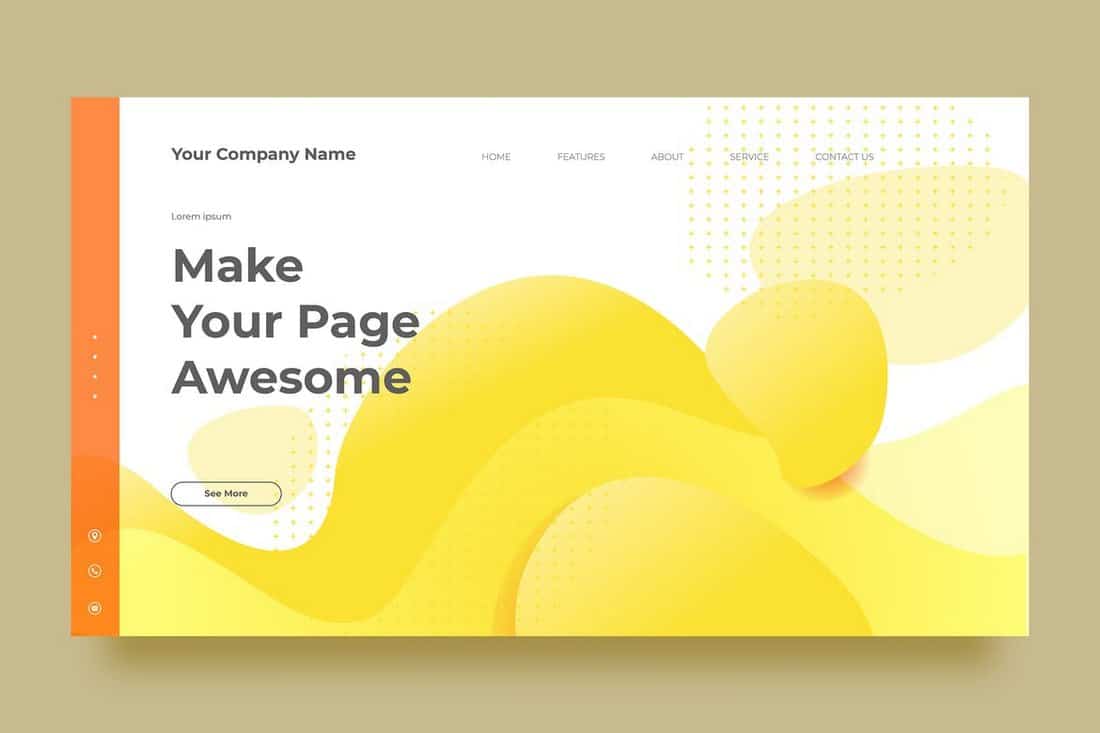 Your Company Name
HOME FEATURES ABOUT SERVICE CONTACT US
Lorem ipsum
Make
Your Page
Awesome
See More